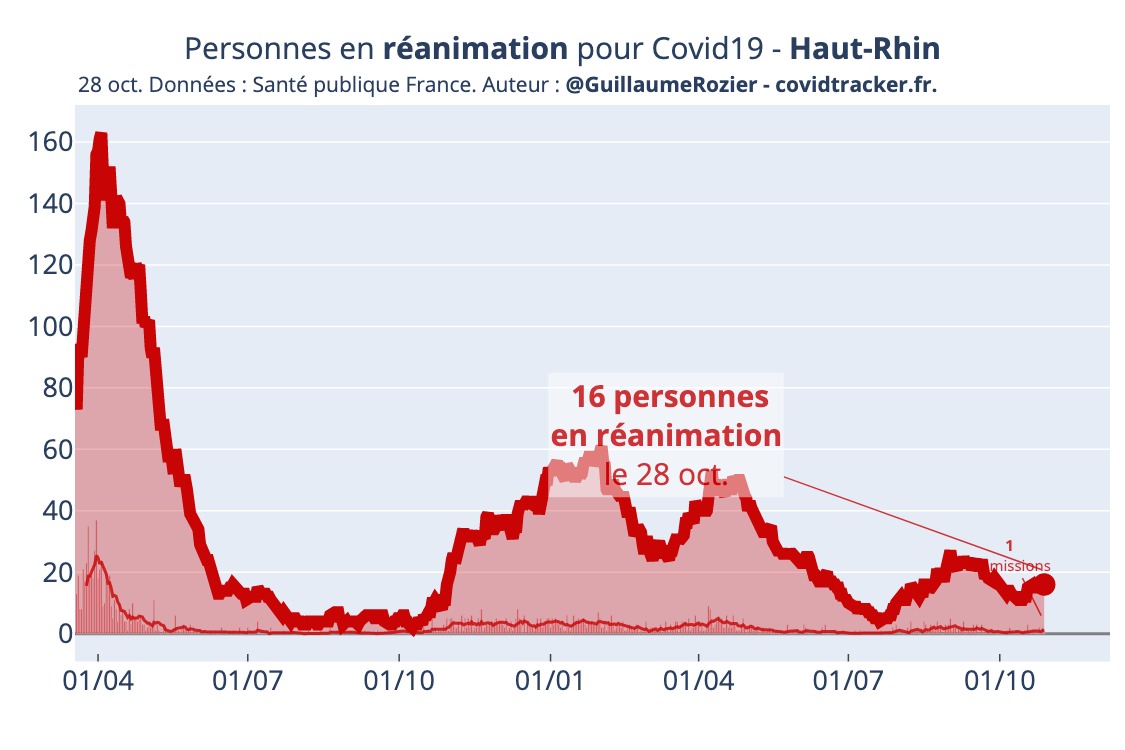 Personnes en réanimation pour Covid19 - Haut-Rhin
28 oct. Données : Santé publique France. Auteur : @GuillaumeRozier - covidtracker.fr.
160
140
120
100
80
60
40
20
0
16 personnes
en réanimation
le 28 oct.
1
missions
01/04
01/07
01/10
01/01
01/04
01/07
01/10